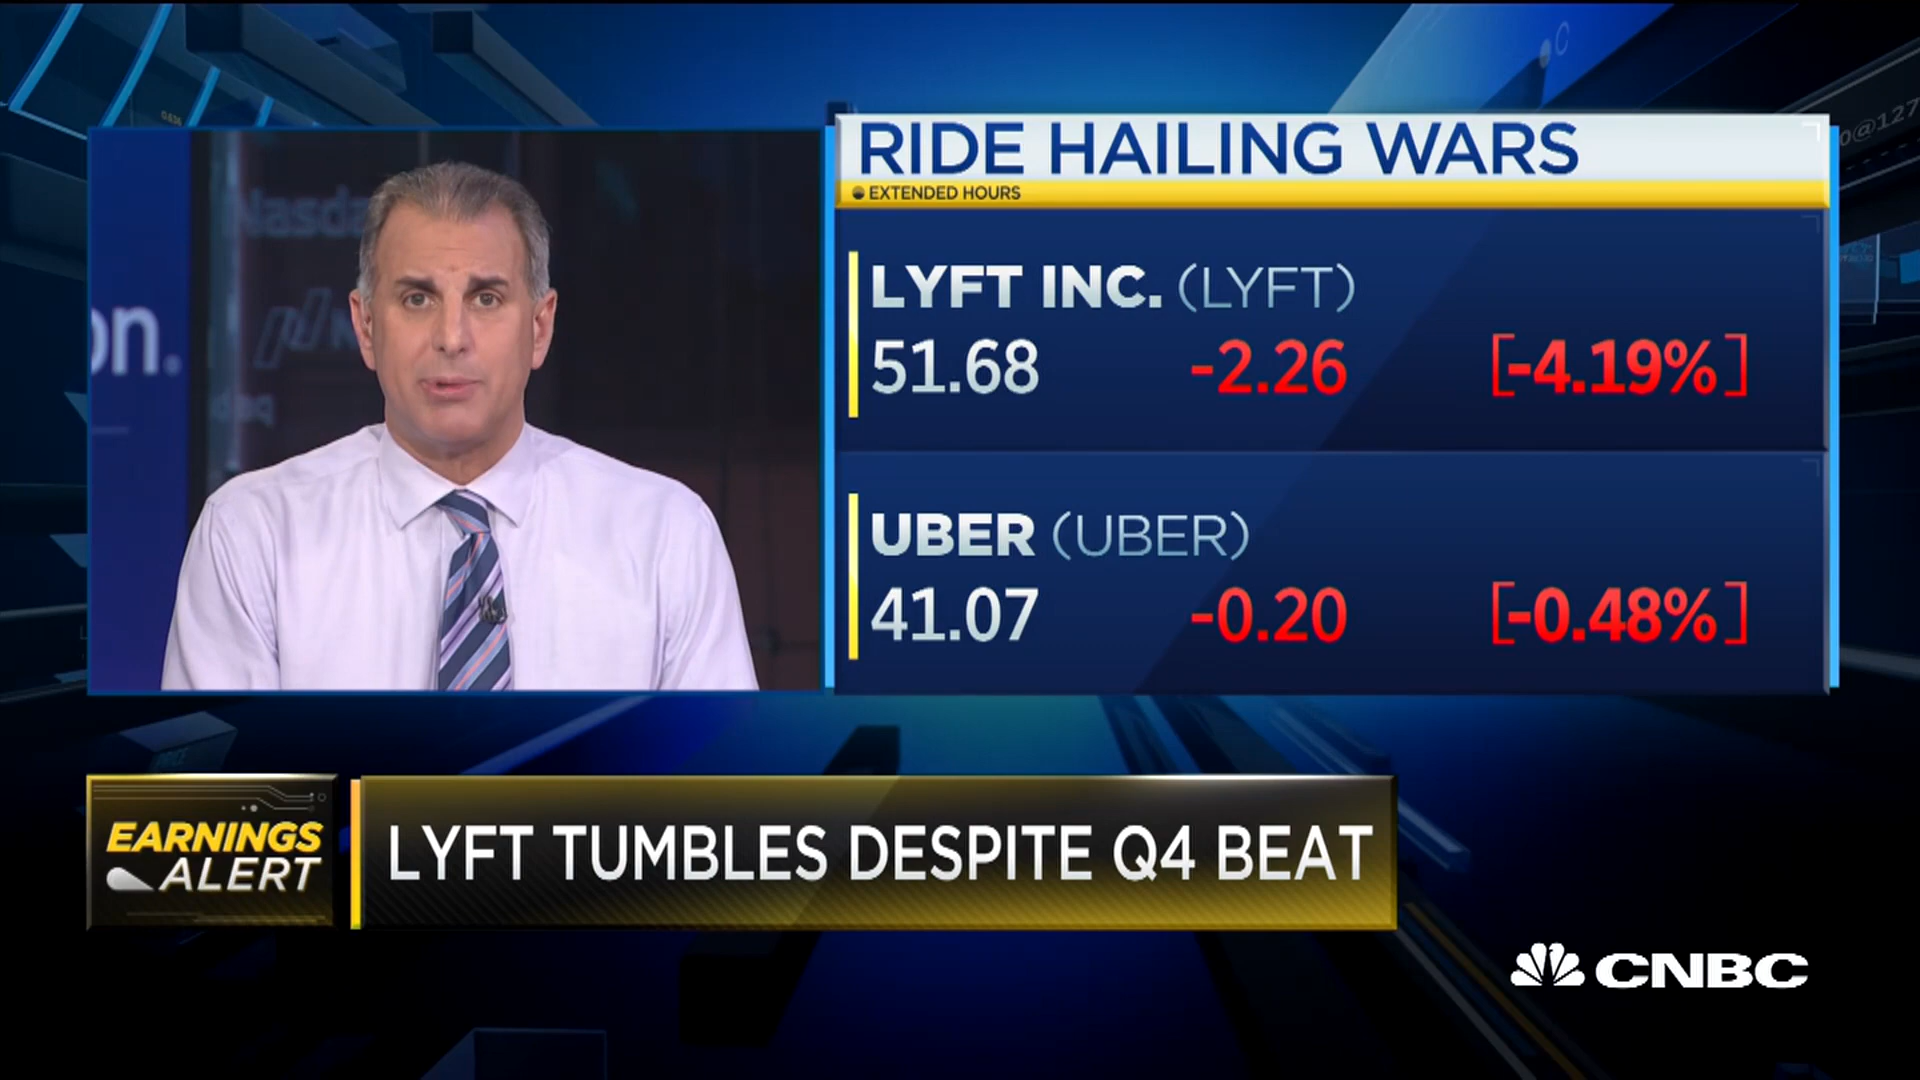 RIDE HAILING WARS
EXTENDED HOURS
LYFT INC. (LYFT)
51.68 -2.26 [-4.19%]
UBER (UBER)
41.07 -0.20 [-0.48%]
EARNINGS
ALERT
LYFT TUMBLES DESPITE Q4 BEAT
CNBC